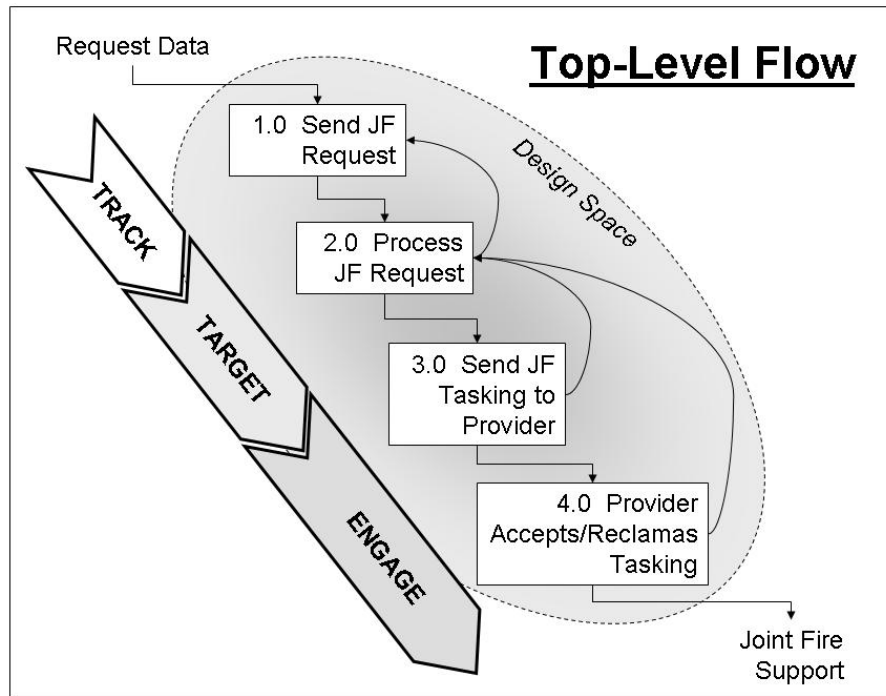 Request Data
Top-Level Flow
1.0 Send JF
Request
Design Space
TRACK
2.0 Process
JF Request
TARGET
3.0 Send JF
Tasking to
Provider
ENGAGE
4.0 Provider
Accepts/Reclamas
Tasking
Joint Fire
Support